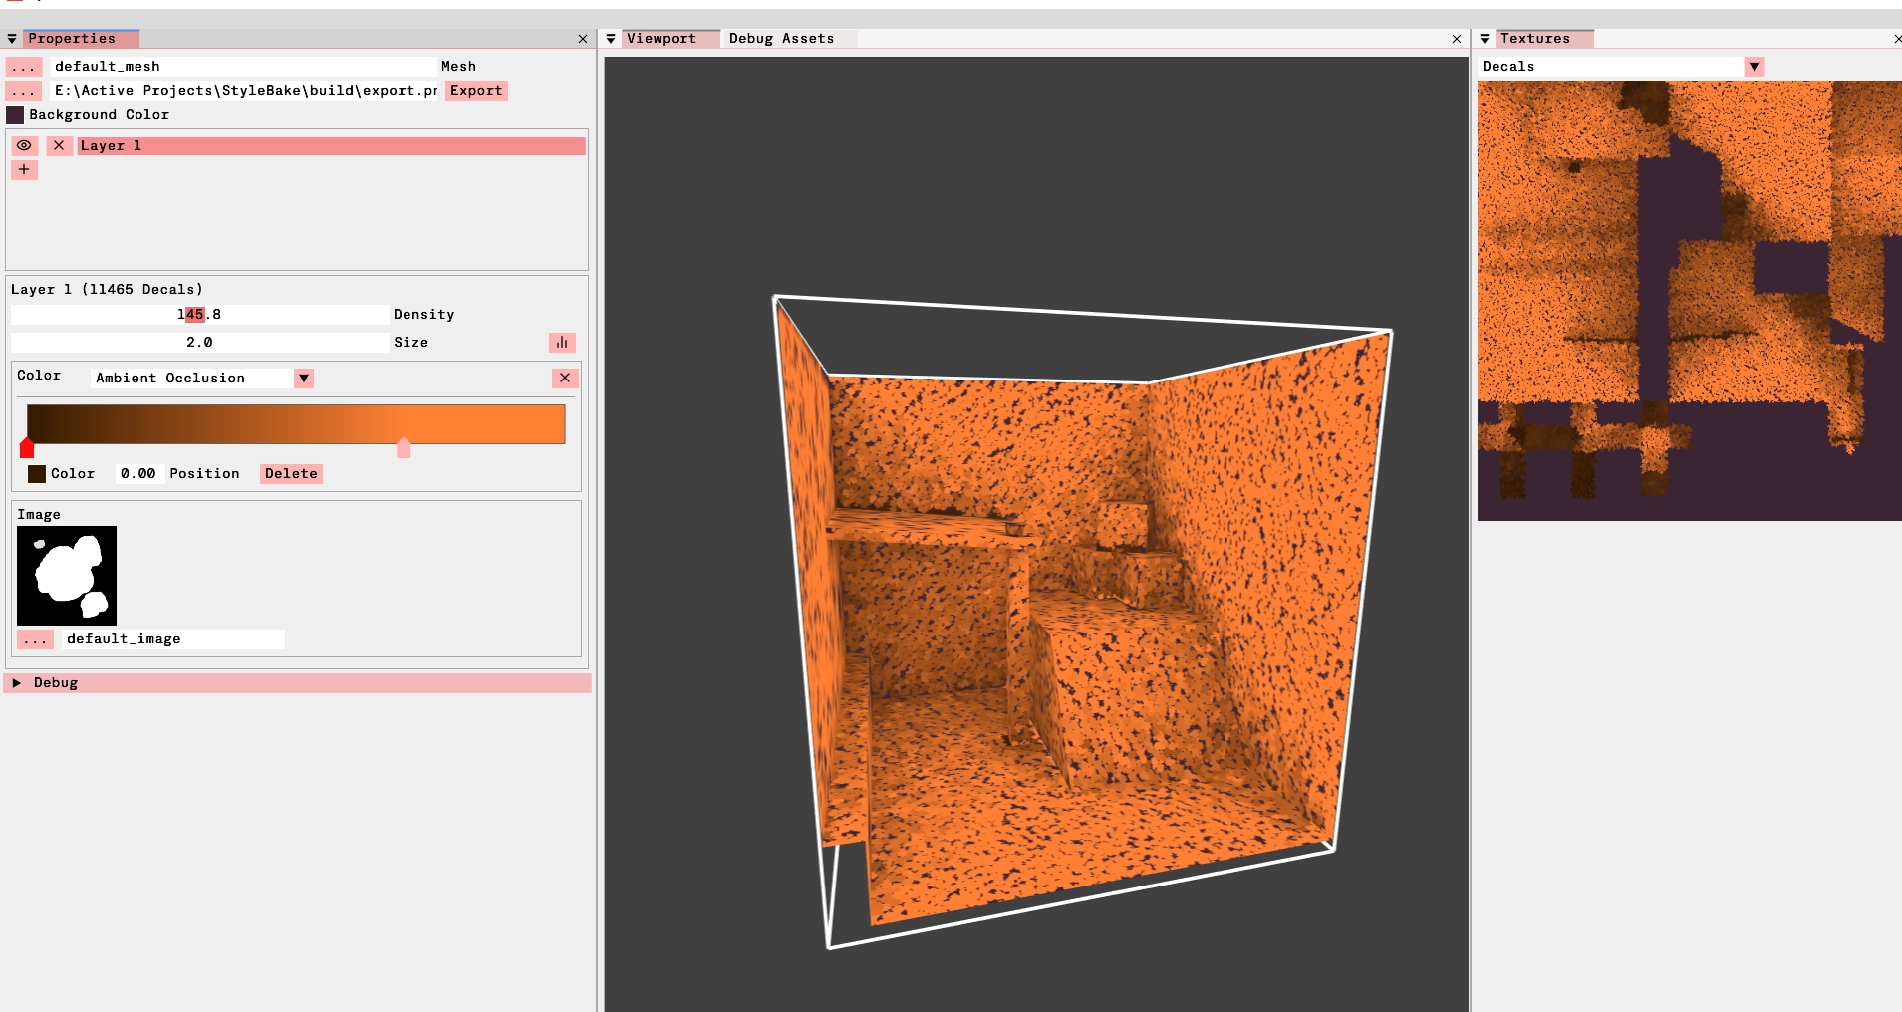 Properties
default_mesh Mesh
E:\Active Projects\StyleBake\build\export.pr Export
Background Color
Layer 1
Layer 1 (11465 Decals)
145.8 Density
2.0 Size
Color Ambient Occlusion
Color 0.00 Position Delete
Image
... default_image
Debug
Viewport Debug Assets
Textures
Decals